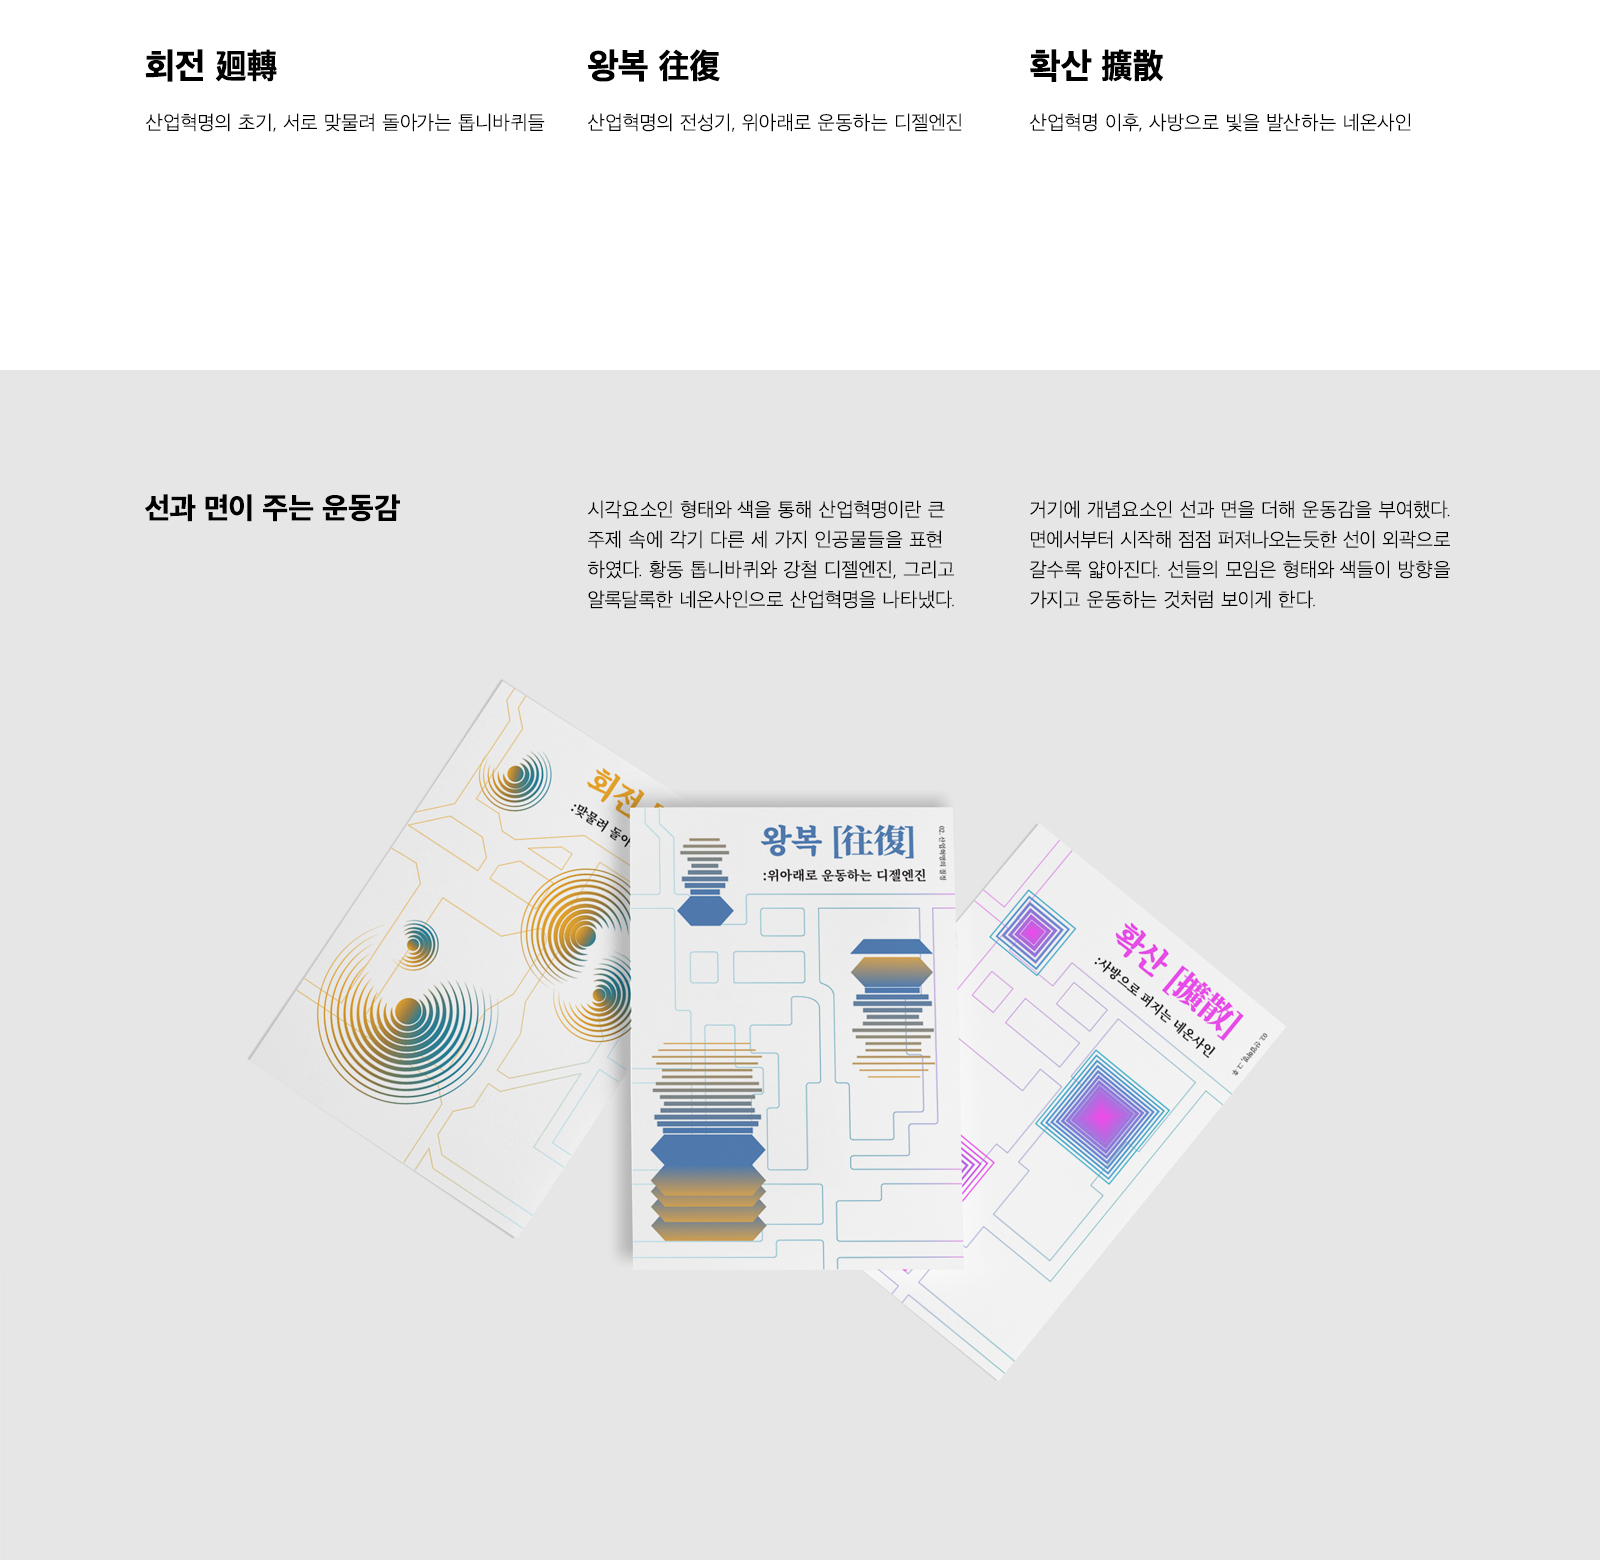 회전 廻轉
산업혁명의 초기, 서로 맞물려 돌아가는 톱니바퀴들
왕복 往復
산업혁명의 전성기, 위아래로 운동하는 디젤엔진
확산 擴散
산업혁명 이후, 사방으로 빛을 발산하는 네온사인
선과 면이 주는 운동감
시각요소인 형태와 색을 통해 산업혁명이란 큰
주제 속에 각기 다른 세 가지 인공물들을 표현
하였다. 황동 톱니바퀴와 강철 디젤엔진, 그리고
알록달록한 네온사인으로 산업혁명을 나타냈다.
거기에 개념요소인 선과 면을 더해 운동감을 부여했다.
면에서부터 시작해 점점 퍼져나오는듯한 선이 외곽으로
갈수록 얇아진다. 선들의 모임은 형태와 색들이 방향을
가지고 운동하는 것처럼 보이게 한다.
회전
:맞물려 돌아
왕복 [往復]
:위아래로 운동하는 디젤엔진
02. 산업혁명의 절정
확산 [擴散]
:사방으로 퍼지는 네온사인
03. 산업혁명, 그 후